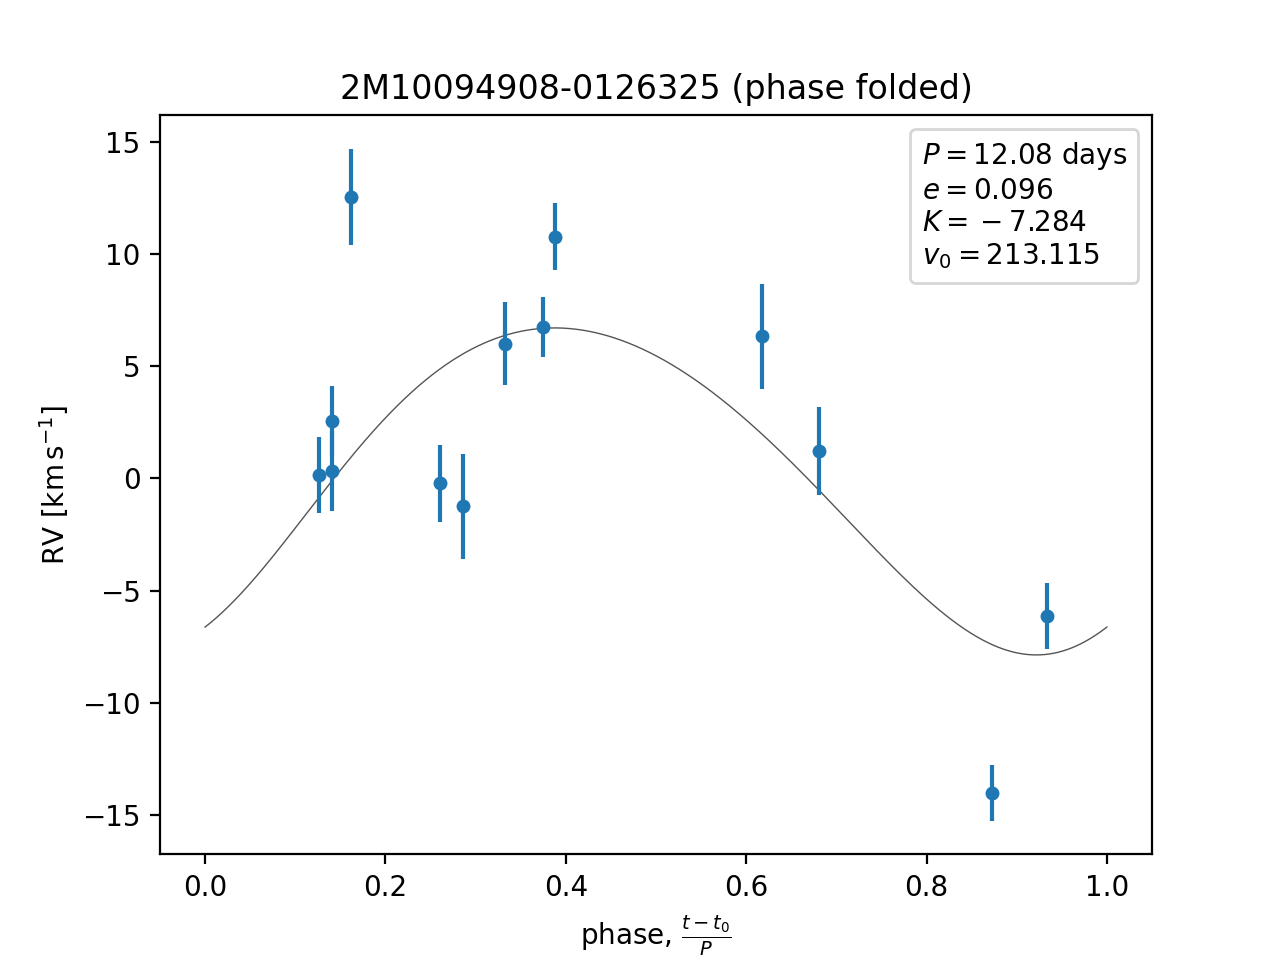 2M10094908-0126325 (phase folded)
P = 12.08 days
e = 0.096
K = −7.284
v₀ = 213.115
RV [km s⁻¹]
15
10
5
0
−5
−10
−15
0.0 0.2 0.4 0.6 0.8 1.0
phase, (t − t₀)/P